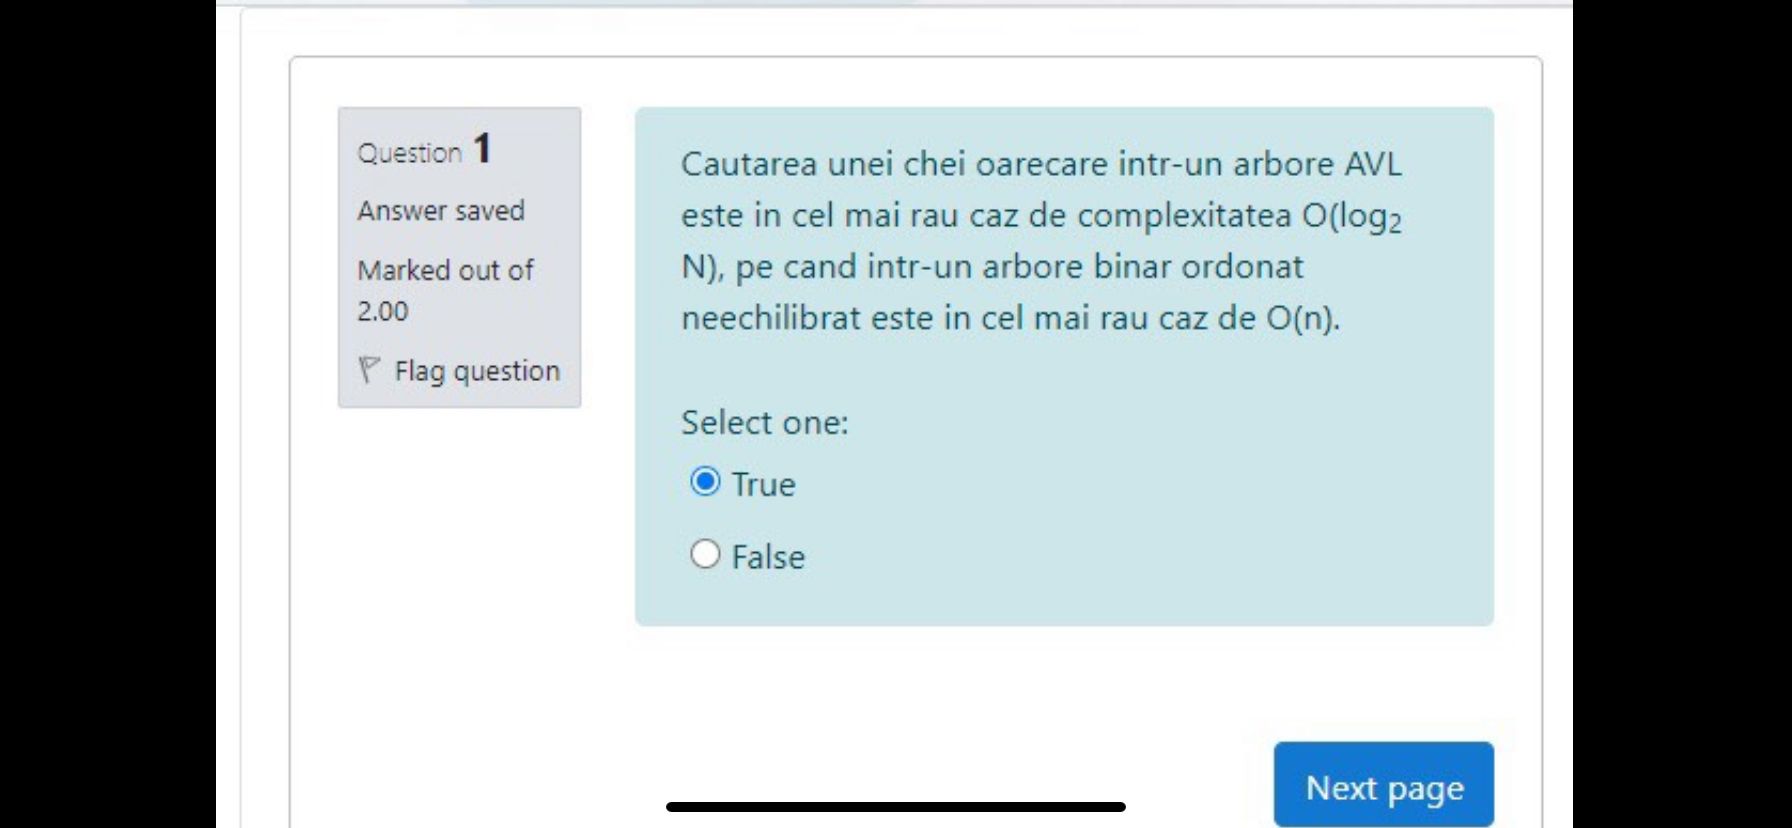 Question 1
Answer saved
Marked out of
2.00
Flag question
Cautarea unei chei oarecare intr-un arbore AVL
este in cel mai rau caz de complexitatea O(log₂
N), pe cand intr-un arbore binar ordonat
neechilibrat este in cel mai rau caz de O(n).
Select one:
True
False
Next page